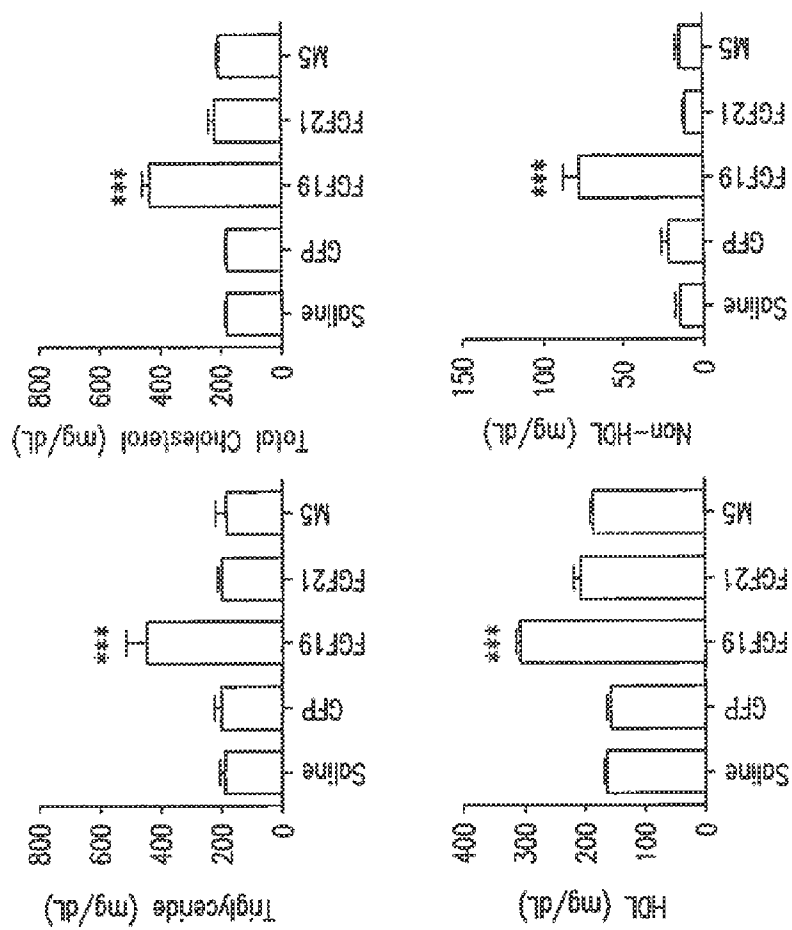 Triglyceride (mg/dL)
800
600
400
200
0
***
Saline
GFP
FGF19
FGF21
M5
Total Cholesterol (mg/dL)
800
600
400
200
0
***
Saline
GFP
FGF19
FGF21
M5
HDL (mg/dL)
400
300
200
100
0
***
Saline
GFP
FGF19
FGF21
M5
Non-HDL (mg/dL)
150
100
50
0
***
Saline
GFP
FGF19
FGF21
M5